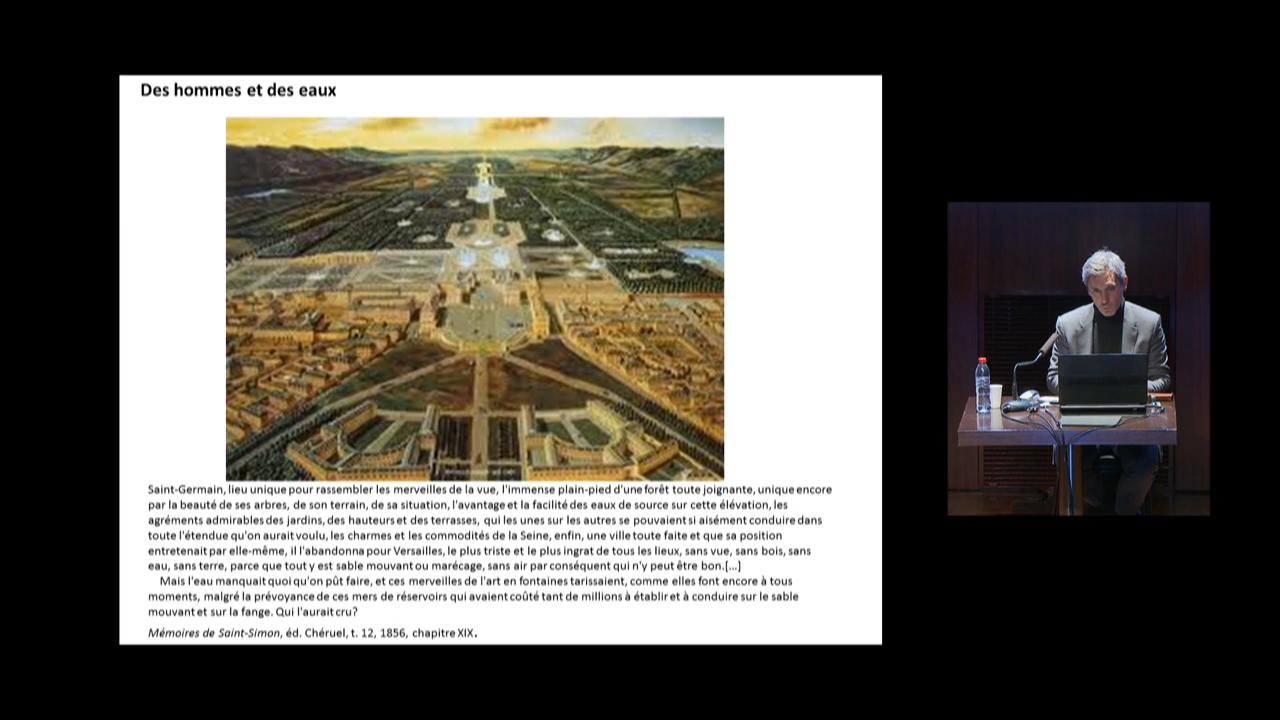 Des hommes et des eaux
Saint-Germain, lieu unique pour rassembler les merveilles de la vue, l'immense plain-pied d'une forêt toute joignante, unique encore
par la beauté de ses arbres, de son terrain, de sa situation, l'avantage et la facilité des eaux de source sur cette élévation, les
agréments admirables des jardins, des hauteurs et des terrasses, qui les unes sur les autres se pouvaient si aisément conduire dans
toute l'étendue qu'on aurait voulu, les charmes et les commodités de la Seine, enfin, une ville toute faite et que sa position
entretenait par elle-même, il l'abandonna pour Versailles, le plus triste et le plus ingrat de tous les lieux, sans vue, sans bois, sans
eau, sans terre, parce que tout y est sable mouvant ou marécage, sans air par conséquent qui n'y peut être bon.[...]
Mais l'eau manquait quoi qu'on pût faire, et ces merveilles de l'art en fontaines tarissaient, comme elles font encore à tous
moments, malgré la prévoyance de ces mers de réservoirs qui avaient coûté tant de millions à établir et à conduire sur le sable
mouvant et sur la fange. Qui l'aurait cru?
Mémoires de Saint-Simon, éd. Chéruel, t. 12, 1856, chapitre XIX.